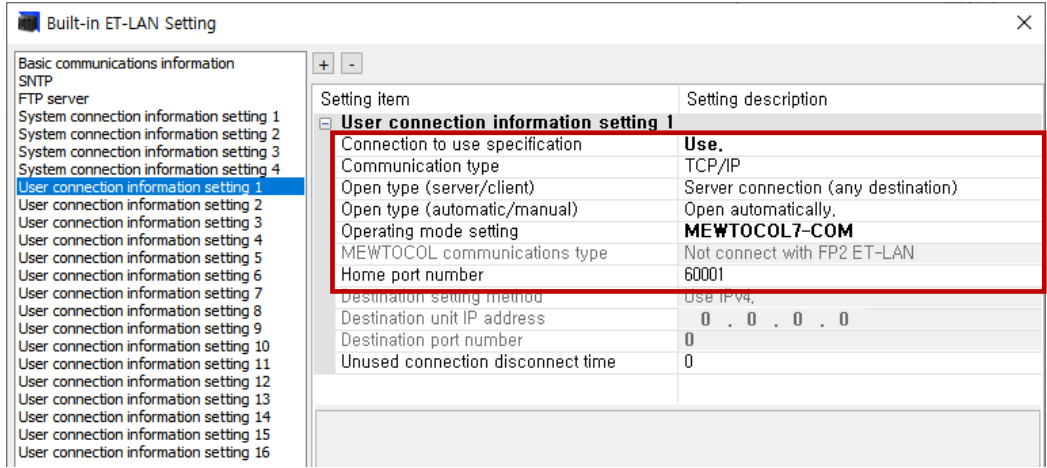 Built-in ET-LAN Setting
Basic communications information
SNTP
FTP server
System connection information setting 1
System connection information setting 2
System connection information setting 3
System connection information setting 4
User connection information setting 1
User connection information setting 2
User connection information setting 3
User connection information setting 4
User connection information setting 5
User connection information setting 6
User connection information setting 7
User connection information setting 8
User connection information setting 9
User connection information setting 10
User connection information setting 11
User connection information setting 12
User connection information setting 13
User connection information setting 14
User connection information setting 15
User connection information setting 16
+ -
Setting item Setting description
User connection information setting 1
Connection to use specification Use.
Communication type TCP/IP
Open type (server/client) Server connection (any destination)
Open type (automatic/manual) Open automatically.
Operating mode setting MEWTOCOL7-COM
MEWTOCOL communications type Not connect with FP2 ET-LAN
Home port number 60001
Destination setting method Use IPv4.
Destination unit IP address 0 . 0 . 0 . 0
Destination port number 0
Unused connection disconnect time 0